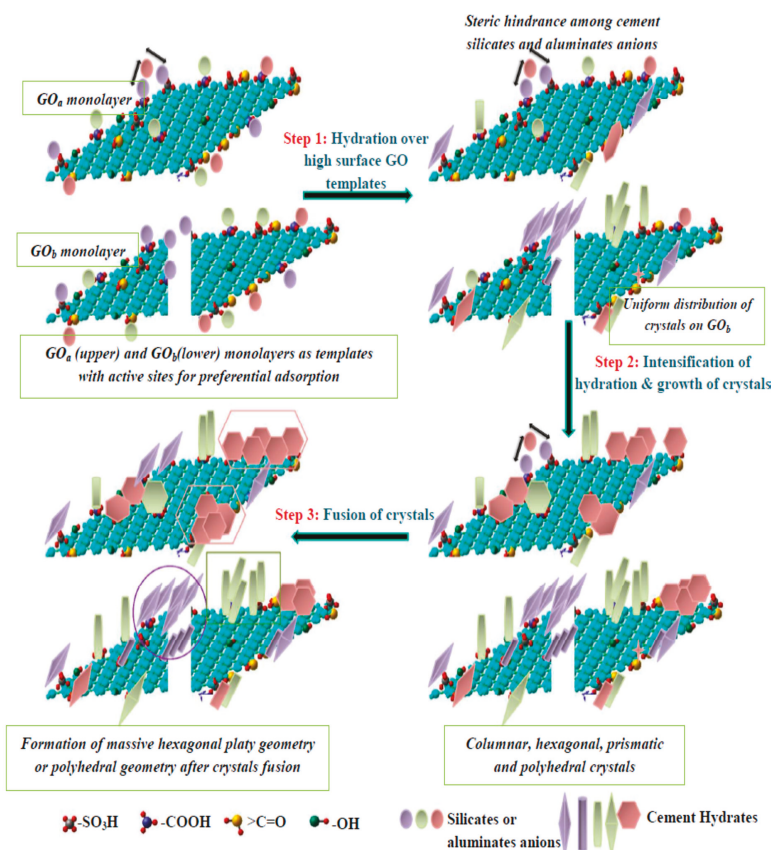 Steric hindrance among cement
silicates and aluminates anions
GOa monolayer
Step 1: Hydration over
high surface GO
templates
GOb monolayer
Uniform distribution of
crystals on GOb
GOa (upper) and GOb(lower) monolayers as templates
with active sites for preferential adsorption
Step 2: Intensification of
hydration & growth of crystals
Step 3: Fusion of crystals
Formation of massive hexagonal platy geometry
or polyhedral geometry after crystals fusion
Columnar, hexagonal, prismatic
and polyhedral crystals
-SO3H
-COOH
>C=O
-OH
Silicates or
aluminates anions
Cement Hydrates